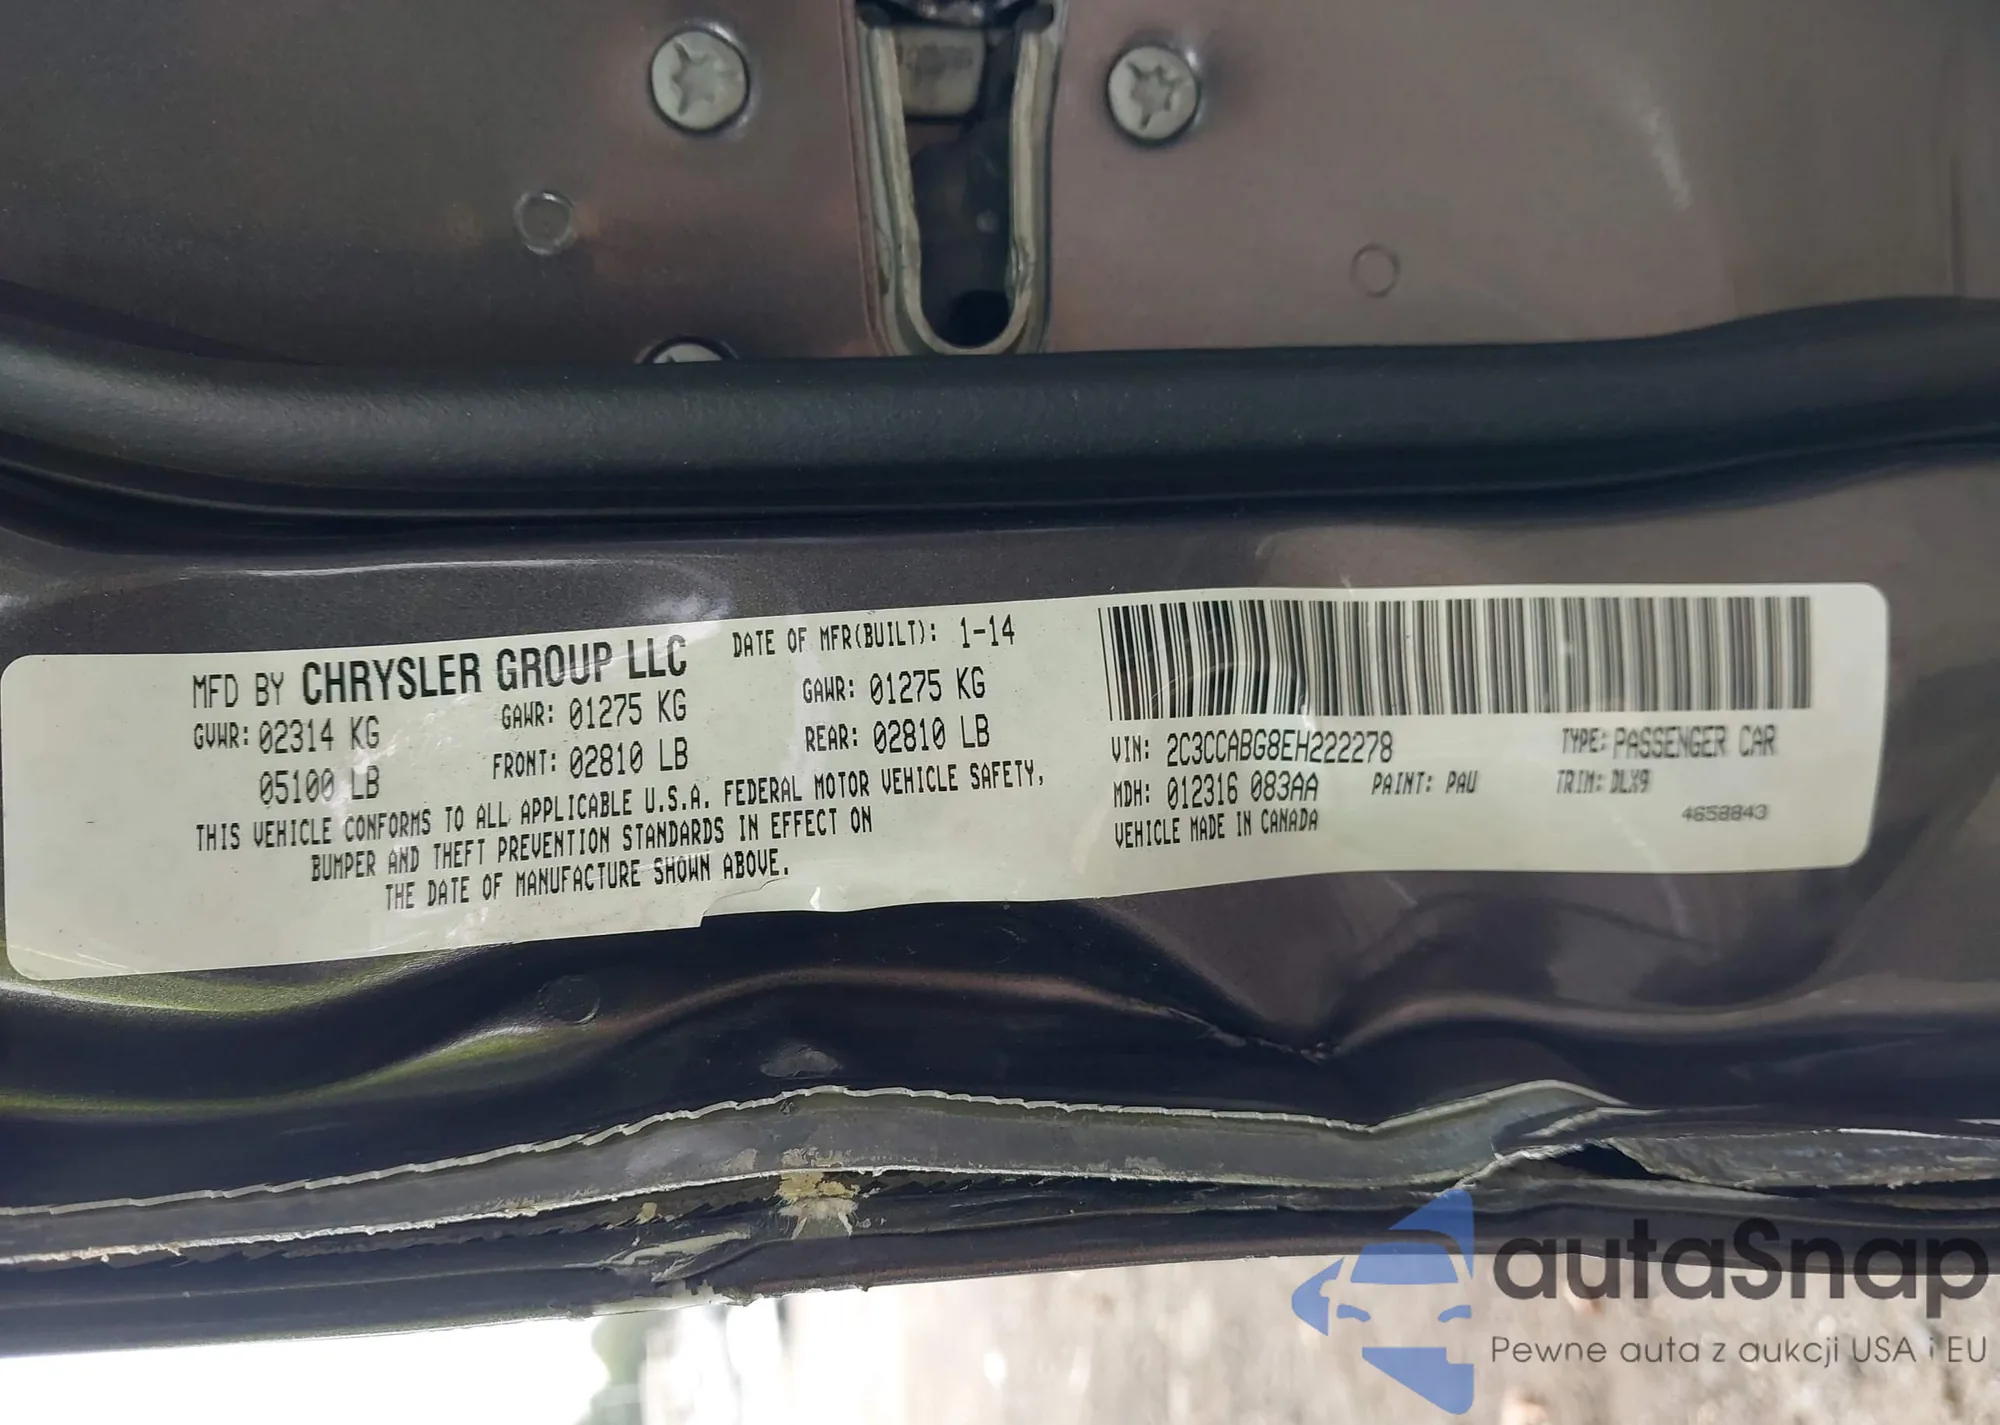 MFD BY CHRYSLER GROUP LLC DATE OF MFR(BUILT): 1-14
GVWR: 02314 KG GAWR: 01275 KG GAWR: 01275 KG
05100 LB FRONT: 02810 LB REAR: 02810 LB
THIS VEHICLE CONFORMS TO ALL APPLICABLE U.S.A. FEDERAL MOTOR VEHICLE SAFETY,
BUMPER AND THEFT PREVENTION STANDARDS IN EFFECT ON
THE DATE OF MANUFACTURE SHOWN ABOVE.
VIN: 2C3CCABG8EH222278 TYPE: PASSENGER CAR
MDH: 012316 083AA PAINT: PAU TRIM: DLX9
VEHICLE MADE IN CANADA 4658843
autaSnap
Pewne auta z aukcji USA i EU